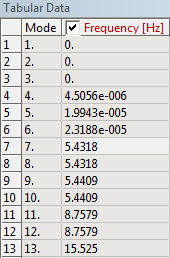 Tabular Data
Mode Frequency [Hz]
1 1. 0.
2 2. 0.
3 3. 0.
4 4. 4.5056e-006
5 5. 1.9943e-005
6 6. 2.3188e-005
7 7. 5.4318
8 8. 5.4318
9 9. 5.4409
10 10. 5.4409
11 11. 8.7579
12 12. 8.7579
13 13. 15.525